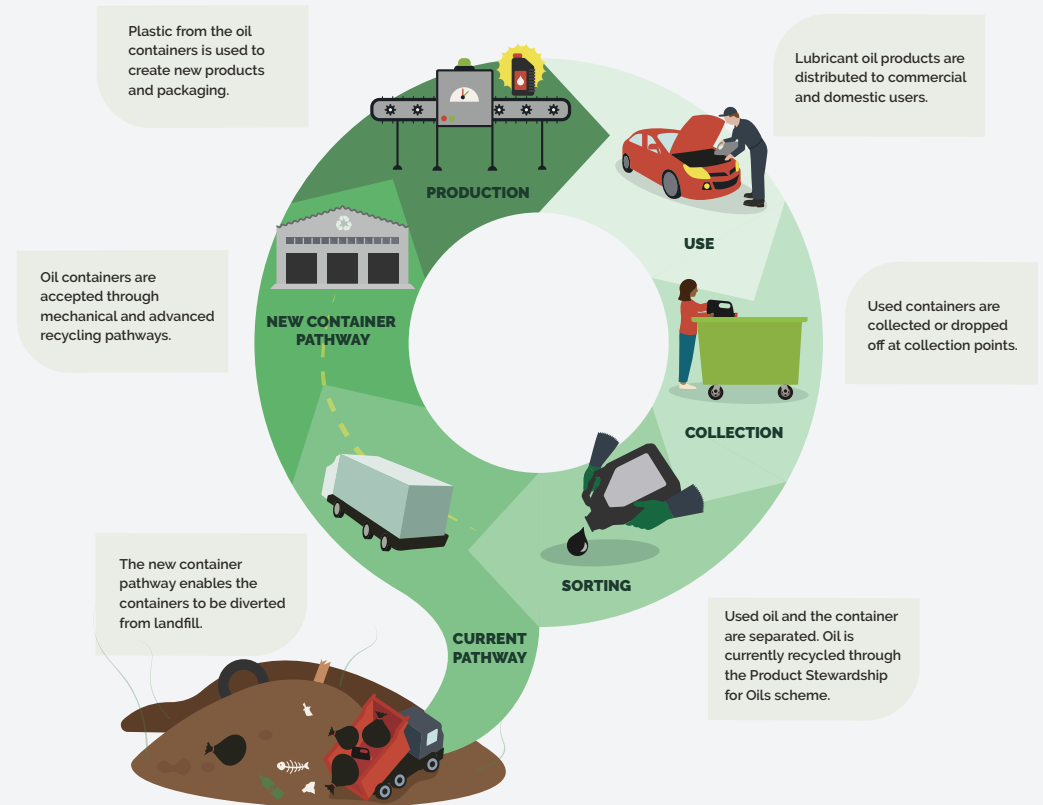 Plastic from the oil
containers is used to
create new products
and packaging.
Lubricant oil products are
distributed to commercial
and domestic users.
PRODUCTION
USE
Oil containers are
accepted through
mechanical and advanced
recycling pathways.
NEW CONTAINER
PATHWAY
Used containers are
collected or dropped
off at collection points.
COLLECTION
The new container
pathway enables the
containers to be diverted
from landfill.
SORTING
CURRENT
PATHWAY
Used oil and the container
are separated. Oil is
currently recycled through
the Product Stewardship
for Oils scheme.